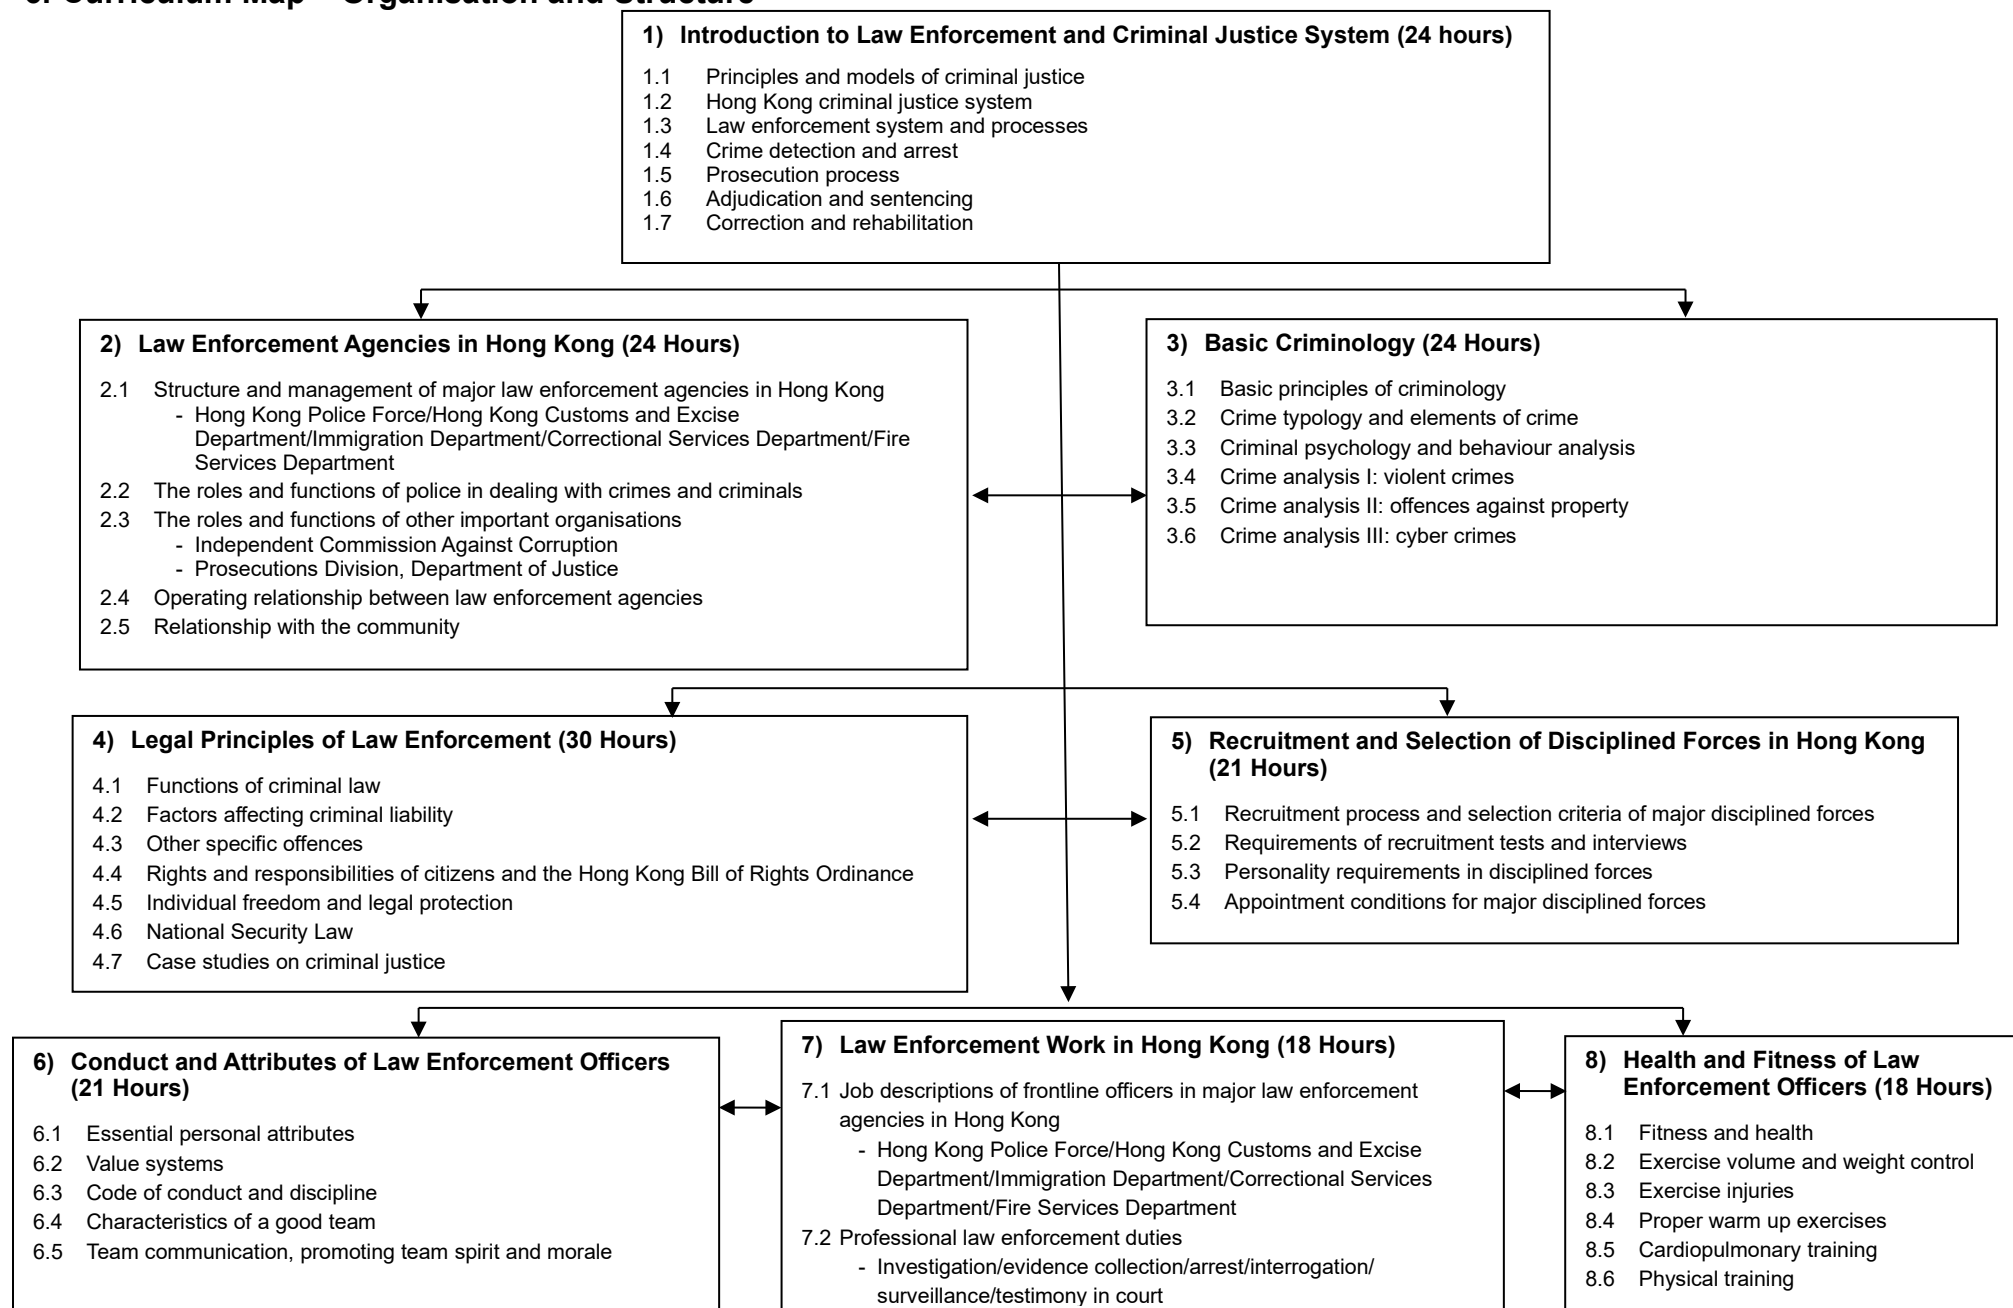 1) Introduction to Law Enforcement and Criminal Justice System (24 hours)
1.1 Principles and models of criminal justice
1.2 Hong Kong criminal justice system
1.3 Law enforcement system and processes
1.4 Crime detection and arrest
1.5 Prosecution process
1.6 Adjudication and sentencing
1.7 Correction and rehabilitation
2) Law Enforcement Agencies in Hong Kong (24 Hours)
2.1 Structure and management of major law enforcement agencies in Hong Kong
- Hong Kong Police Force/Hong Kong Customs and Excise
Department/Immigration Department/Correctional Services Department/Fire
Services Department
2.2 The roles and functions of police in dealing with crimes and criminals
2.3 The roles and functions of other important organisations
- Independent Commission Against Corruption
- Prosecutions Division, Department of Justice
2.4 Operating relationship between law enforcement agencies
2.5 Relationship with the community
3) Basic Criminology (24 Hours)
3.1 Basic principles of criminology
3.2 Crime typology and elements of crime
3.3 Criminal psychology and behaviour analysis
3.4 Crime analysis I: violent crimes
3.5 Crime analysis II: offences against property
3.6 Crime analysis III: cyber crimes
4) Legal Principles of Law Enforcement (30 Hours)
4.1 Functions of criminal law
4.2 Factors affecting criminal liability
4.3 Other specific offences
4.4 Rights and responsibilities of citizens and the Hong Kong Bill of Rights Ordinance
4.5 Individual freedom and legal protection
4.6 National Security Law
4.7 Case studies on criminal justice
5) Recruitment and Selection of Disciplined Forces in Hong Kong
(21 Hours)
5.1 Recruitment process and selection criteria of major disciplined forces
5.2 Requirements of recruitment tests and interviews
5.3 Personality requirements in disciplined forces
5.4 Appointment conditions for major disciplined forces
6) Conduct and Attributes of Law Enforcement Officers
(21 Hours)
6.1 Essential personal attributes
6.2 Value systems
6.3 Code of conduct and discipline
6.4 Characteristics of a good team
6.5 Team communication, promoting team spirit and morale
7) Law Enforcement Work in Hong Kong (18 Hours)
7.1 Job descriptions of frontline officers in major law enforcement
agencies in Hong Kong
- Hong Kong Police Force/Hong Kong Customs and Excise
Department/Immigration Department/Correctional Services
Department/Fire Services Department
7.2 Professional law enforcement duties
- Investigation/evidence collection/arrest/interrogation/
surveillance/testimony in court
8) Health and Fitness of Law
Enforcement Officers (18 Hours)
8.1 Fitness and health
8.2 Exercise volume and weight control
8.3 Exercise injuries
8.4 Proper warm up exercises
8.5 Cardiopulmonary training
8.6 Physical training